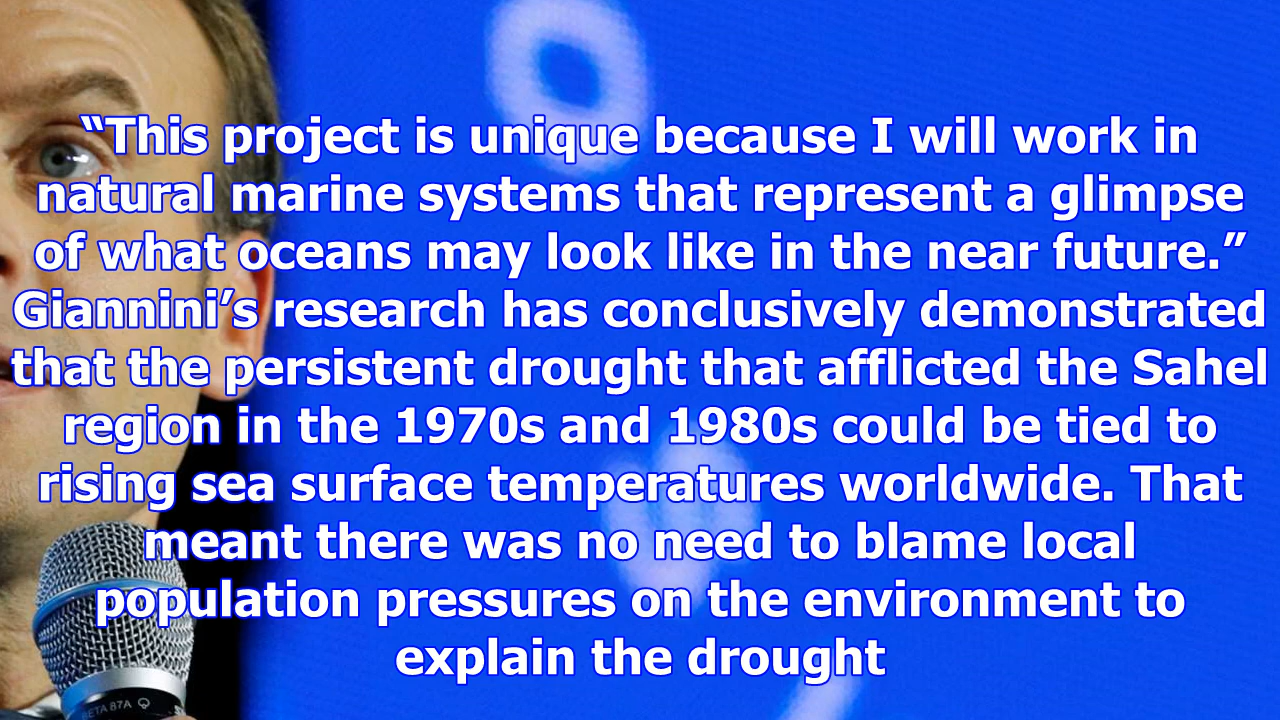 “This project is unique because I will work in
natural marine systems that represent a glimpse
of what oceans may look like in the near future.”
Giannini’s research has conclusively demonstrated
that the persistent drought that afflicted the Sahel
region in the 1970s and 1980s could be tied to
rising sea surface temperatures worldwide. That
meant there was no need to blame local
population pressures on the environment to
explain the drought
BETA 87A